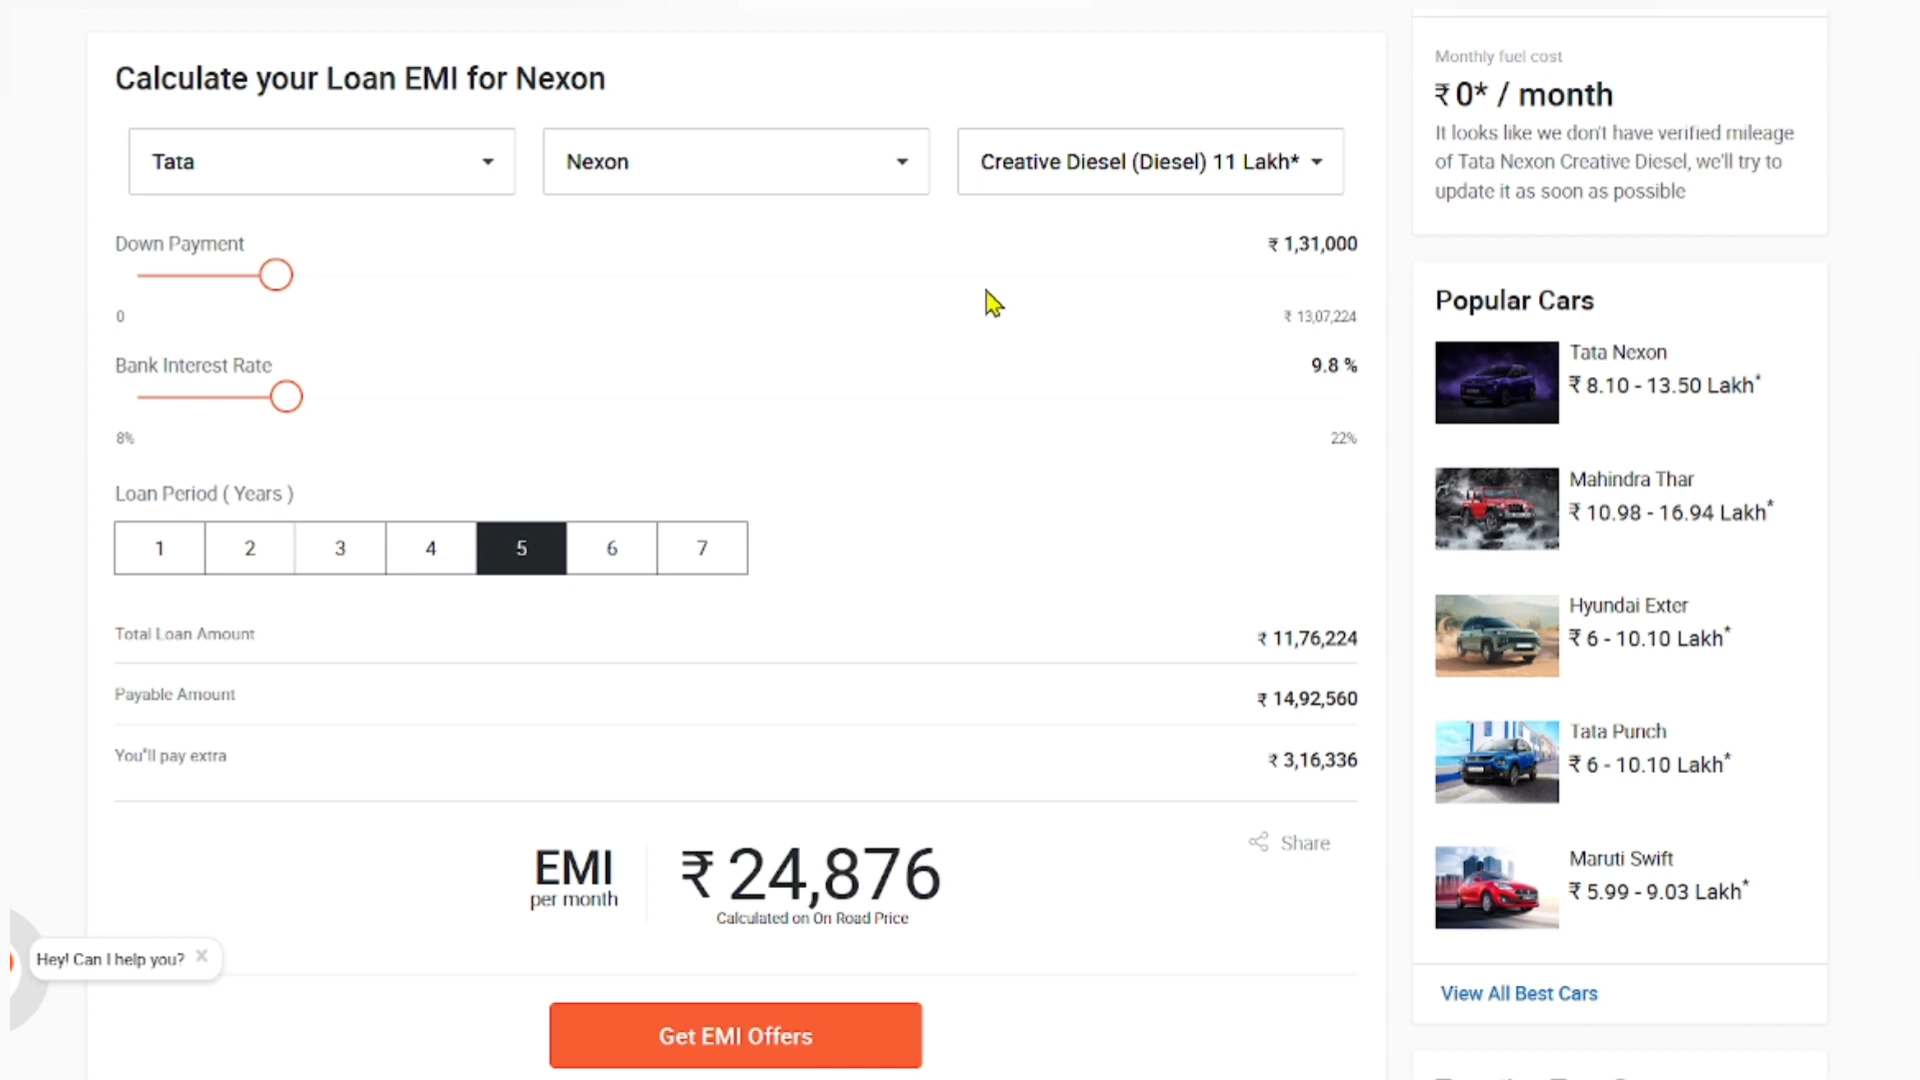 Calculate your Loan EMI for Nexon
Tata
Nexon
Creative Diesel (Diesel) 11 Lakh*
Down Payment
₹ 1,31,000
0
₹ 13,07,224
Bank Interest Rate
9.8 %
8%
22%
Loan Period ( Years )
1 2 3 4 5 6 7
Total Loan Amount
₹ 11,76,224
Payable Amount
₹ 14,92,560
You"ll pay extra
₹ 3,16,336
EMI
per month
₹ 24,876
Calculated on On Road Price
Share
Hey! Can I help you? X
Get EMI Offers
Monthly fuel cost
₹ 0* / month
It looks like we don't have verified mileage
of Tata Nexon Creative Diesel, we'll try to
update it as soon as possible
Popular Cars
Tata Nexon
₹ 8.10 - 13.50 Lakh*
Mahindra Thar
₹ 10.98 - 16.94 Lakh*
Hyundai Exter
₹ 6 - 10.10 Lakh*
Tata Punch
₹ 6 - 10.10 Lakh*
Maruti Swift
₹ 5.99 - 9.03 Lakh*
View All Best Cars